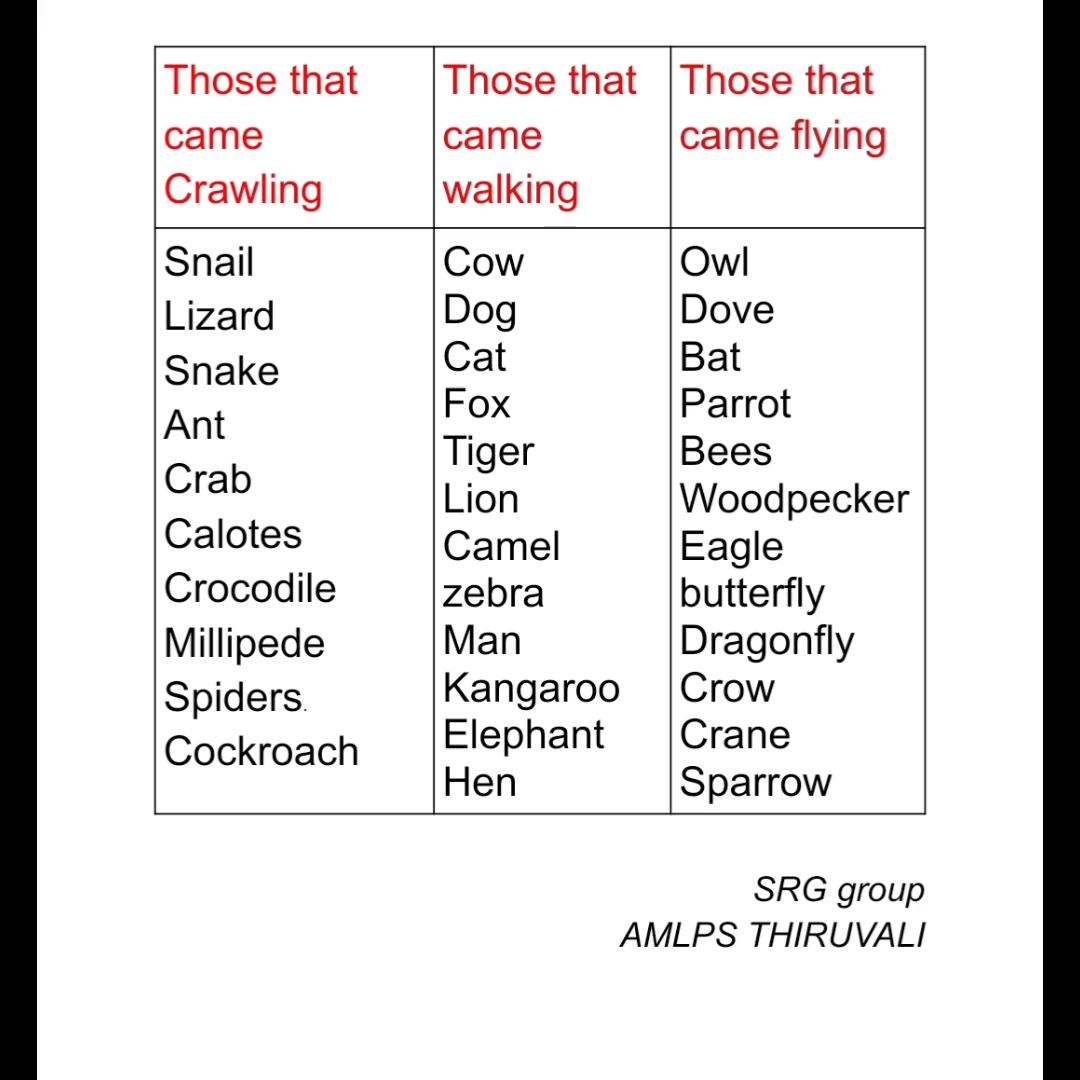 Those that
came
Crawling
Those that
came
walking
Those that
came flying
Snail
Lizard
Snake
Ant
Crab
Calotes
Crocodile
Millipede
Spiders.
Cockroach
Cow
Dog
Cat
Fox
Tiger
Lion
Camel
zebra
Man
Kangaroo
Elephant
Hen
Owl
Dove
Bat
Parrot
Bees
Woodpecker
Eagle
butterfly
Dragonfly
Crow
Crane
Sparrow
SRG group
AMLPS THIRUVALI